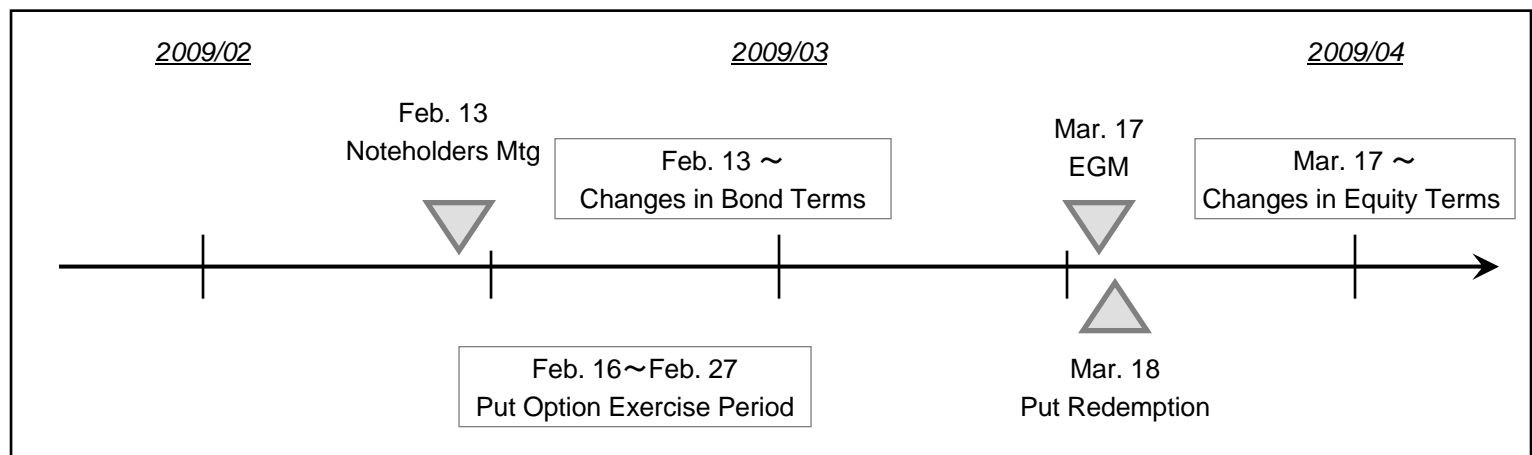 2009/02
2009/03
2009/04
Feb. 13
Noteholders Mtg
Feb. 13 ～
Changes in Bond Terms
Mar. 17
EGM
Mar. 17 ～
Changes in Equity Terms
Feb. 16～Feb. 27
Put Option Exercise Period
Mar. 18
Put Redemption